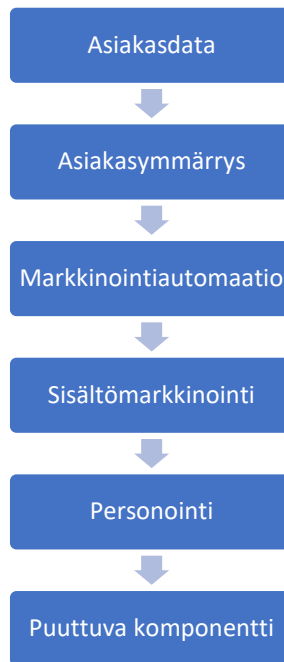 Asiakasdata
Asiakasymmärrys
Markkinointiautomaatio
Sisältömarkkinointi
Personointi
Puuttuva komponentti